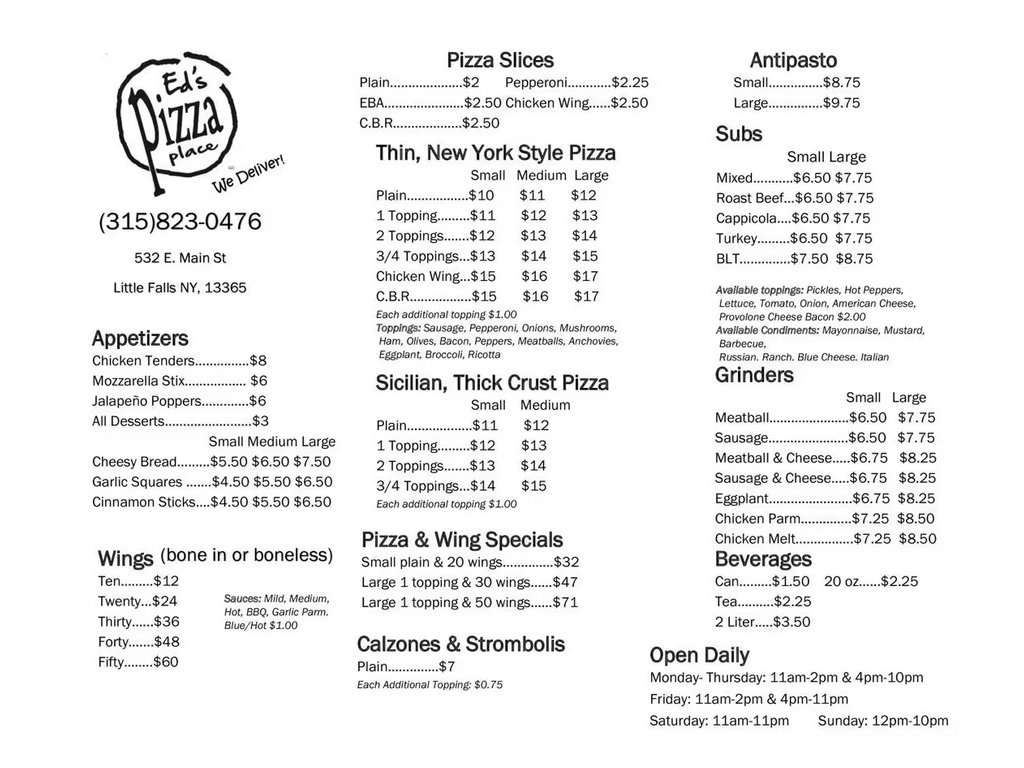 Ed's
Pizza
place
We Deliver!
(315)823-0476
532 E. Main St
Little Falls NY, 13365
Appetizers
Chicken Tenders...............$8
Mozzarella Stix................. $6
Jalapeño Poppers.............$6
All Desserts........................$3
Small Medium Large
Cheesy Bread.........$5.50 $6.50 $7.50
Garlic Squares .......$4.50 $5.50 $6.50
Cinnamon Sticks....$4.50 $5.50 $6.50
Wings (bone in or boneless)
Ten.........$12
Twenty...$24
Thirty......$36
Forty.......$48
Fifty........$60
Sauces: Mild, Medium,
Hot, BBQ, Garlic Parm.
Blue/Hot $1.00
Pizza Slices
Plain....................$2 Pepperoni............$2.25
EBA......................$2.50 Chicken Wing......$2.50
C.B.R...................$2.50
Thin, New York Style Pizza
Small Medium Large
Plain.................$10 $11 $12
1 Topping.........$11 $12 $13
2 Toppings.......$12 $13 $14
3/4 Toppings...$13 $14 $15
Chicken Wing...$15 $16 $17
C.B.R.................$15 $16 $17
Each additional topping $1.00
Toppings: Sausage, Pepperoni, Onions, Mushrooms,
Ham, Olives, Bacon, Peppers, Meatballs, Anchovies,
Eggplant, Broccoli, Ricotta
Sicilian, Thick Crust Pizza
Small Medium
Plain..................$11 $12
1 Topping.........$12 $13
2 Toppings.......$13 $14
3/4 Toppings...$14 $15
Each additional topping $1.00
Pizza & Wing Specials
Small plain & 20 wings..............$32
Large 1 topping & 30 wings......$47
Large 1 topping & 50 wings......$71
Calzones & Strombolis
Plain..............$7
Each Additional Topping: $0.75
Antipasto
Small...............$8.75
Large...............$9.75
Subs
Small Large
Mixed...........$6.50 $7.75
Roast Beef...$6.50 $7.75
Cappicola....$6.50 $7.75
Turkey.........$6.50 $7.75
BLT..............$7.50 $8.75
Available toppings: Pickles, Hot Peppers,
Lettuce, Tomato, Onion, American Cheese,
Provolone Cheese Bacon $2.00
Available Condiments: Mayonnaise, Mustard,
Barbecue,
Russian, Ranch, Blue Cheese, Italian
Grinders
Small Large
Meatball......................$6.50 $7.75
Sausage......................$6.50 $7.75
Meatball & Cheese.....$6.75 $8.25
Sausage & Cheese.....$6.75 $8.25
Eggplant.......................$6.75 $8.25
Chicken Parm..............$7.25 $8.50
Chicken Melt................$7.25 $8.50
Beverages
Can.........$1.50 20 oz......$2.25
Tea..........$2.25
2 Liter.....$3.50
Open Daily
Monday- Thursday: 11am-2pm & 4pm-10pm
Friday: 11am-2pm & 4pm-11pm
Saturday: 11am-11pm Sunday: 12pm-10pm